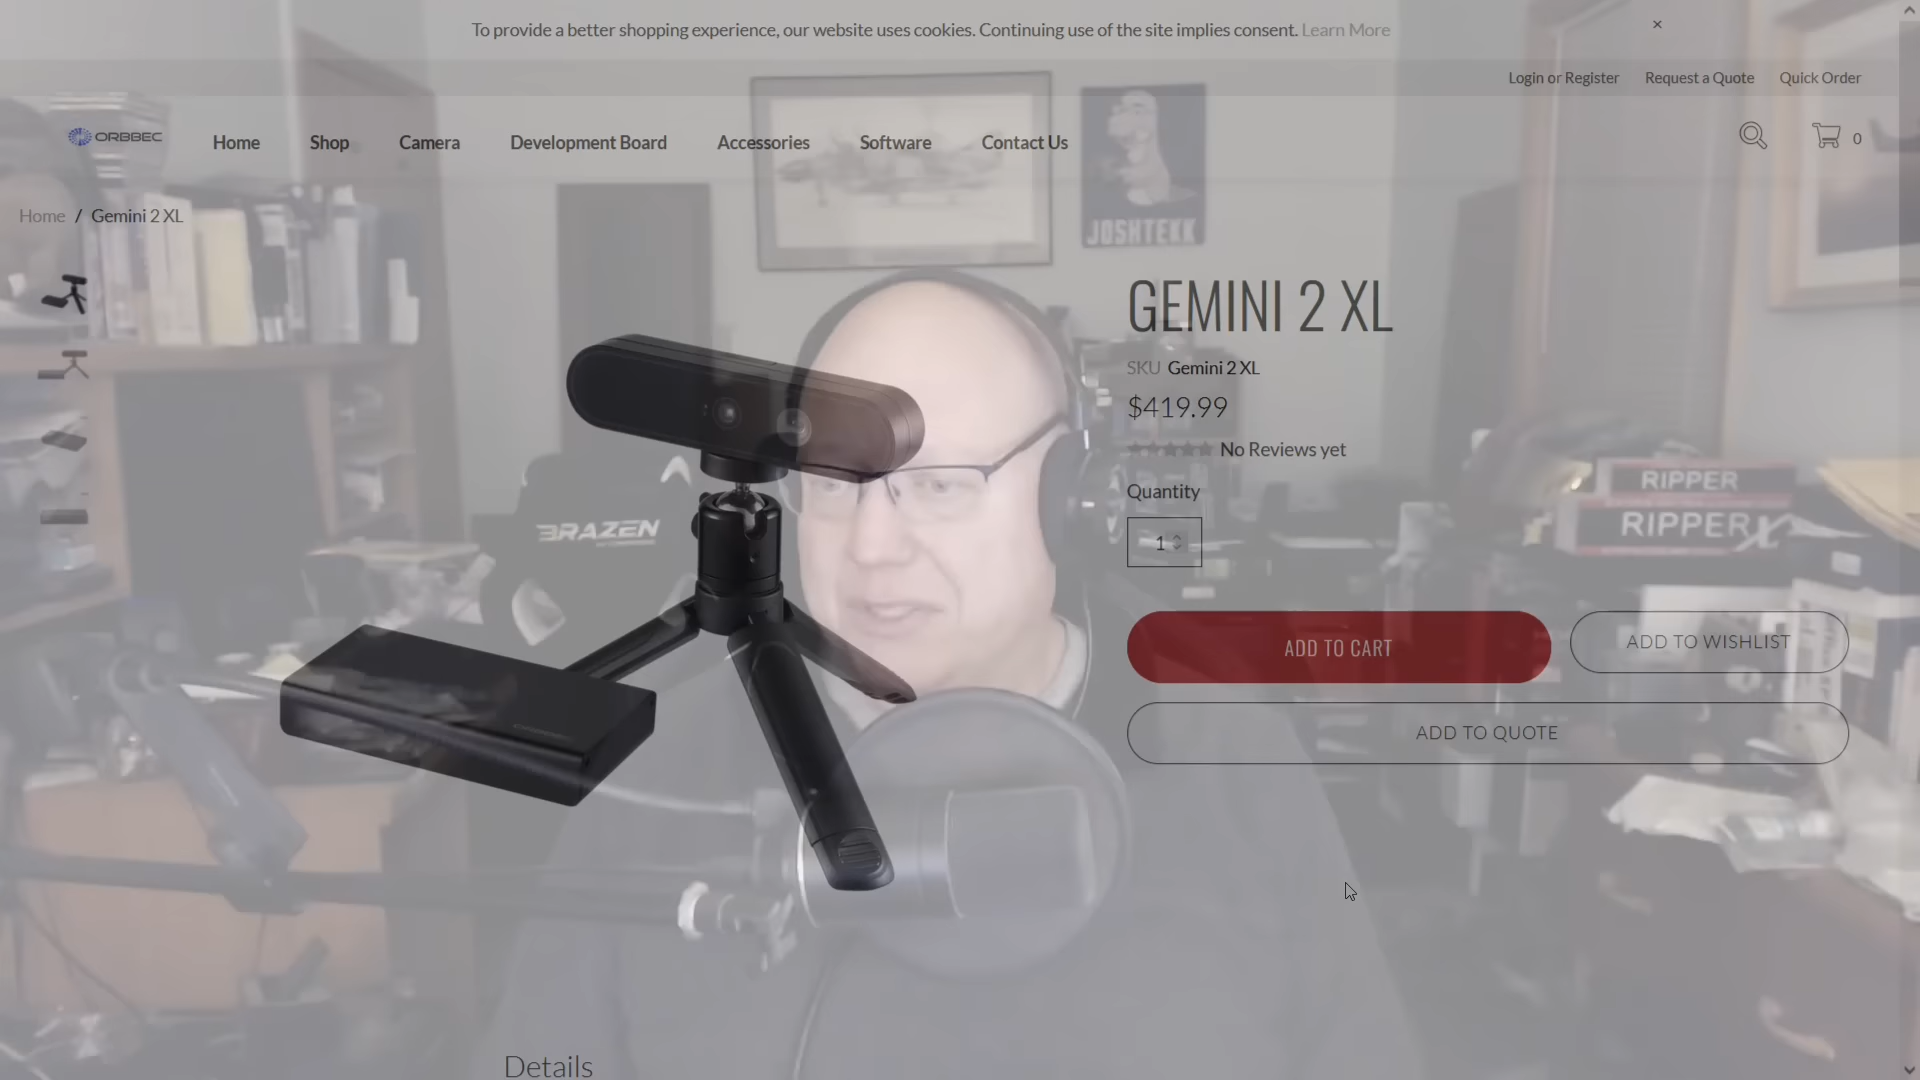 To provide a better shopping experience, our website uses cookies. Continuing use of the site implies consent. Learn More
×
Login or Register Request a Quote Quick Order
ORBBEC Home Shop Camera Development Board Accessories Software Contact Us 0
JOSHTEKK
Home / Gemini 2 XL
GEMINI 2 XL
SKU Gemini 2 XL
$419.99
No Reviews yet
Quantity
1
RIPPER
RIPPER X
BRAZEN
ADD TO CART
ADD TO WISHLIST
ADD TO QUOTE
Details